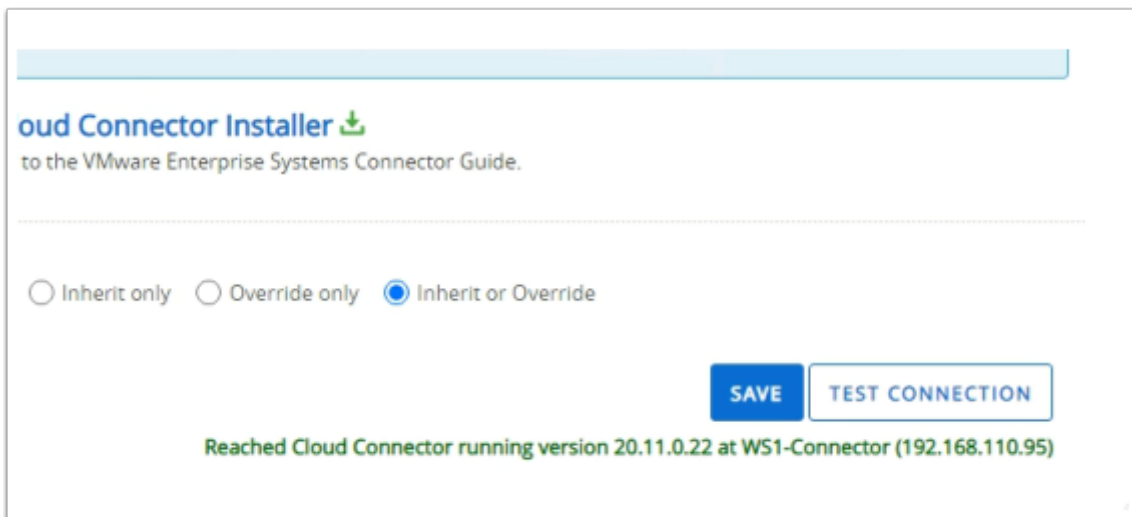 oud Connector Installer
to the VMware Enterprise Systems Connector Guide.
Inherit only Override only Inherit or Override
SAVE TEST CONNECTION
Reached Cloud Connector running version 20.11.0.22 at WS1-Connector (192.168.110.95)